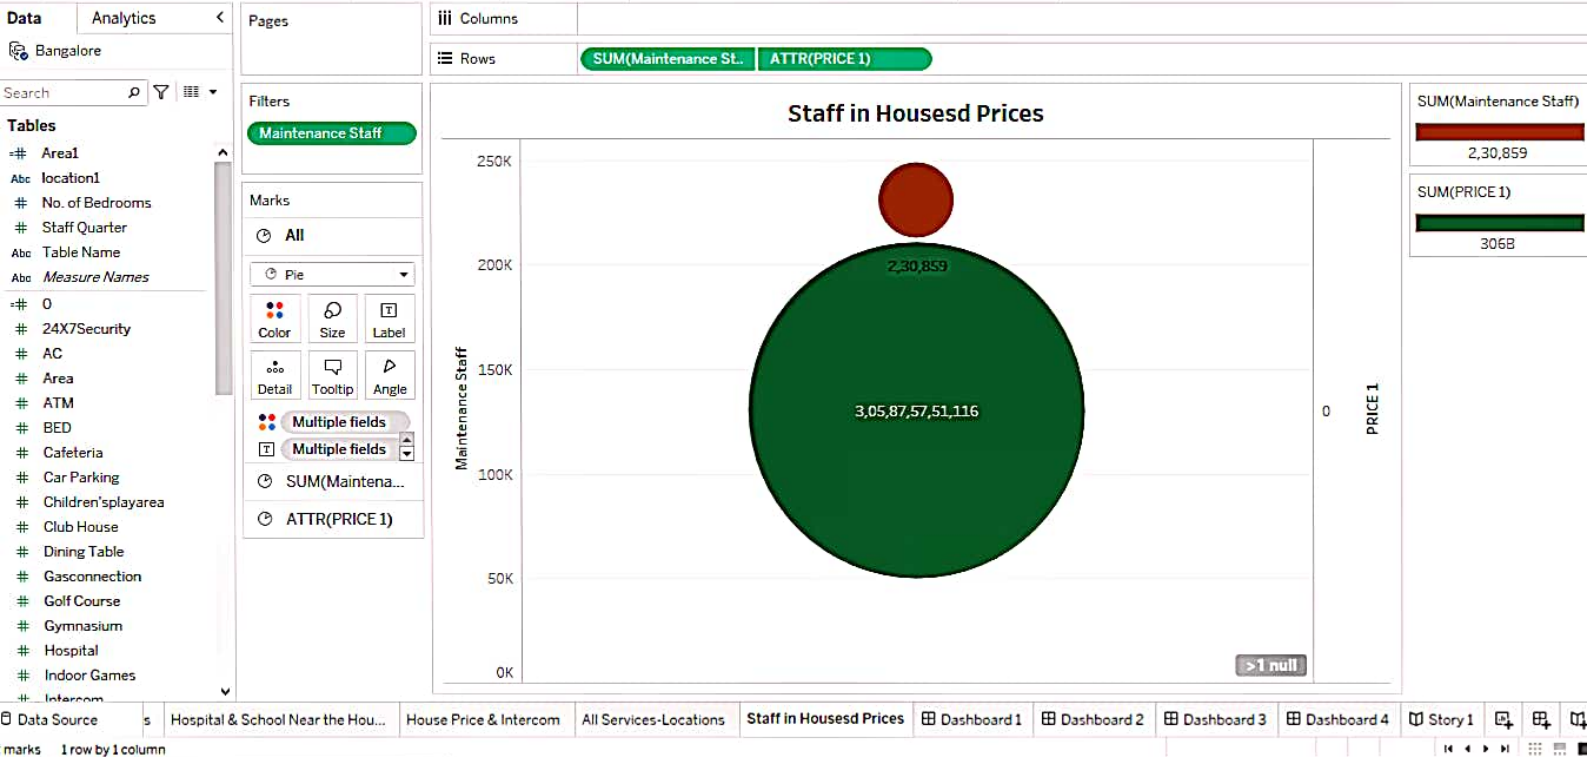 Data
Analytics
Bangalore
Search
Tables
Area1
Abc location1
No. of Bedrooms
Staff Quarter
Abc Table Name
Abc Measure Names
0
24X7Security
AC
Area
ATM
BED
Cafeteria
Car Parking
Children'splayarea
Club House
Dining Table
Gasconnection
Golf Course
Gymnasium
Hospital
Indoor Games
Intercom
Pages
Filters
Maintenance Staff
Marks
All
Pie
Color Size Label
Detail Tooltip Angle
Multiple fields
Multiple fields
SUM(Maintena...
ATTR(PRICE 1)
Columns
Rows SUM(Maintenance St.. ATTR(PRICE 1)
Staff in Housesd Prices
250K
200K
150K
100K
50K
0K
Maintenance Staff
2,30,859
3,05,87,57,51,116
0
PRICE 1
>1 null
SUM(Maintenance Staff)
2,30,859
SUM(PRICE 1)
306B
Data Source s Hospital & School Near the Hou... House Price & Intercom All Services-Locations Staff in Housesd Prices Dashboard 1 Dashboard 2 Dashboard 3 Dashboard 4 Story 1
marks 1 row by 1 column